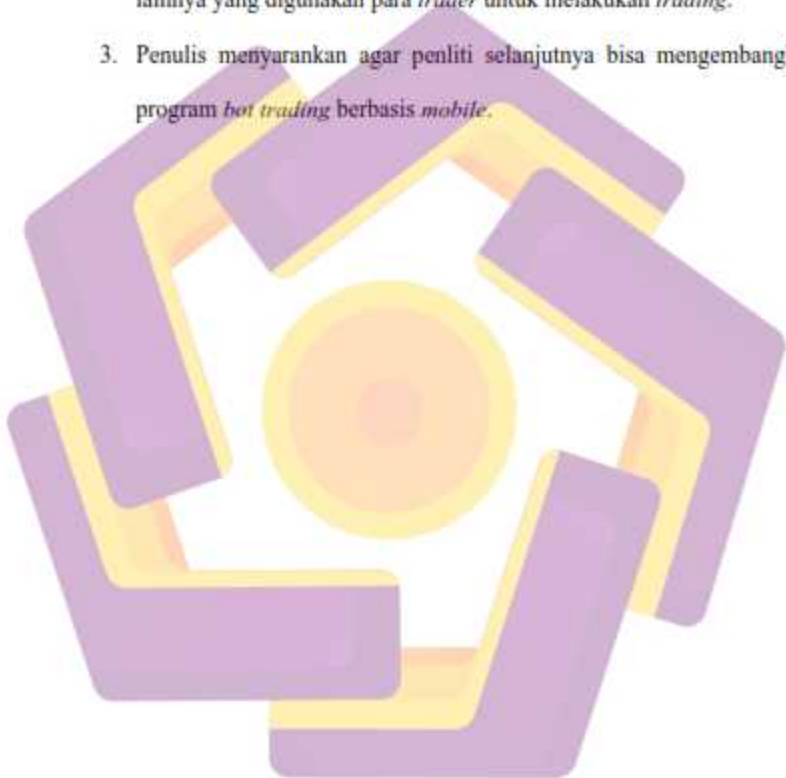 lainnya yang digunakan para trader untuk melakukan trading.
3. Penulis menyarankan agar penliti selanjutnya bisa mengembang
program bot trading berbasis mobile.